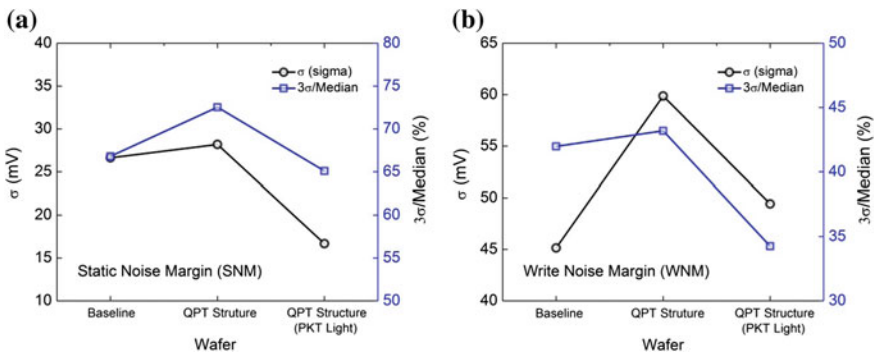 (a)
40
35
30
25
20
15
10
σ (mV)
80
75
70
65
60
55
50
3σ/Median (%)
σ (sigma)
3σ/Median
Static Noise Margin (SNM)
Baseline
QPT Struture
QPT Structure
(PKT Light)
Wafer
(b)
65
60
55
50
45
40
σ (mV)
50
45
40
35
30
3σ/Median (%)
σ (sigma)
3σ/Median
Write Noise Margin (WNM)
Baseline
QPT Struture
QPT Structure
(PKT Light)
Wafer